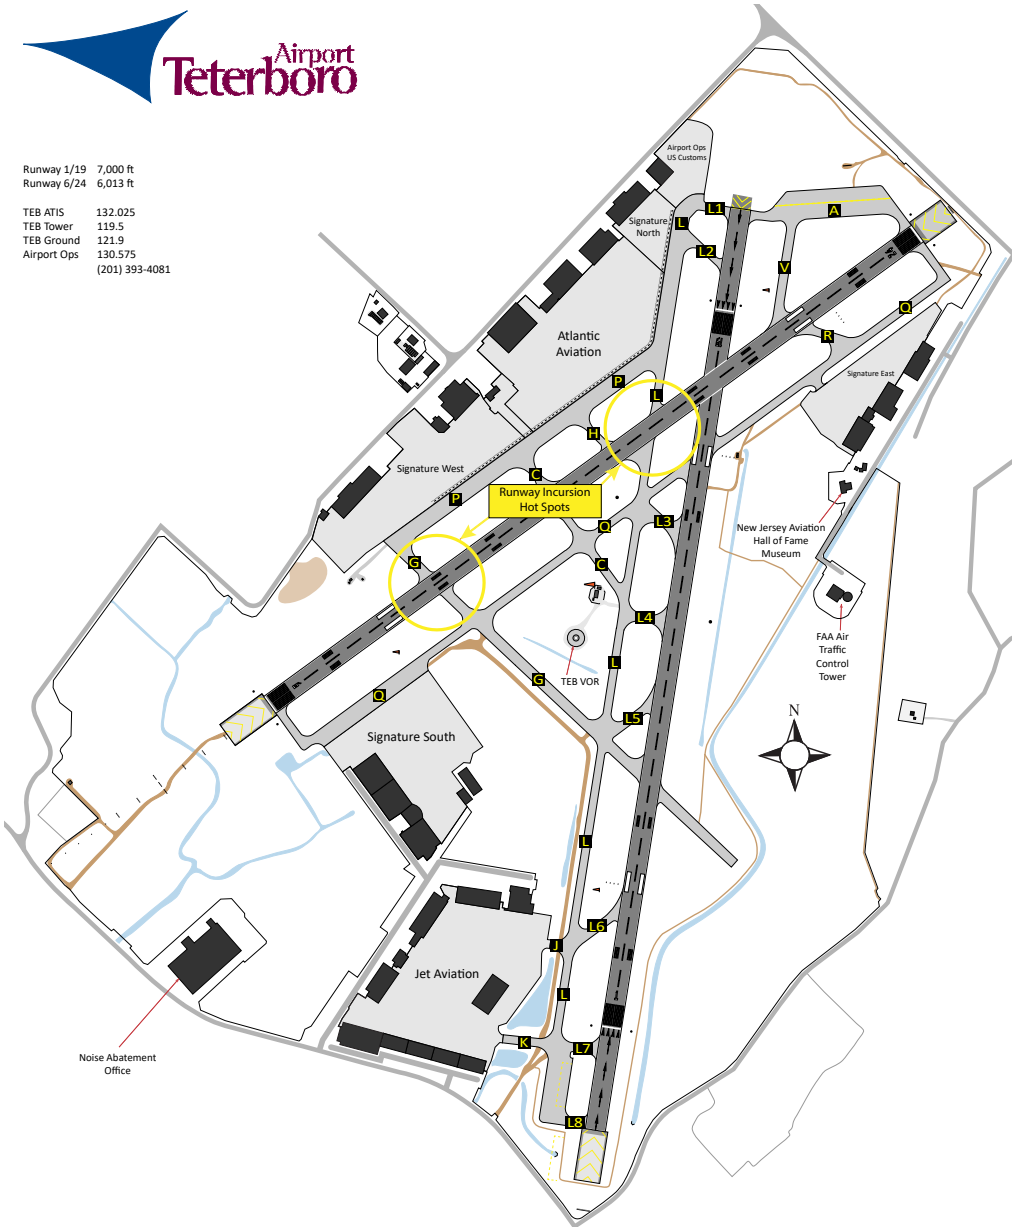 Airport
Teterboro
Runway 1/19 7,000 ft
Runway 6/24 6,013 ft
TEB ATIS 132.025
TEB Tower 119.5
TEB Ground 121.9
Airport Ops 130.575
(201) 393-4081
Airport Ops
US Customs
L1
A
Signature
North
L
L2
V
Q
Atlantic
Aviation
R
P
Signature East
L
H
Signature West
C
P
Runway Incursion
Hot Spots
L3
Q
New Jersey Aviation
Hall of Fame
Museum
G
C
L4
FAA Air
Traffic
Control
Tower
L
TEB VOR
G
Q
N
L5
Signature South
L
L6
J
Jet Aviation
L
K
L7
Noise Abatement
Office
L8